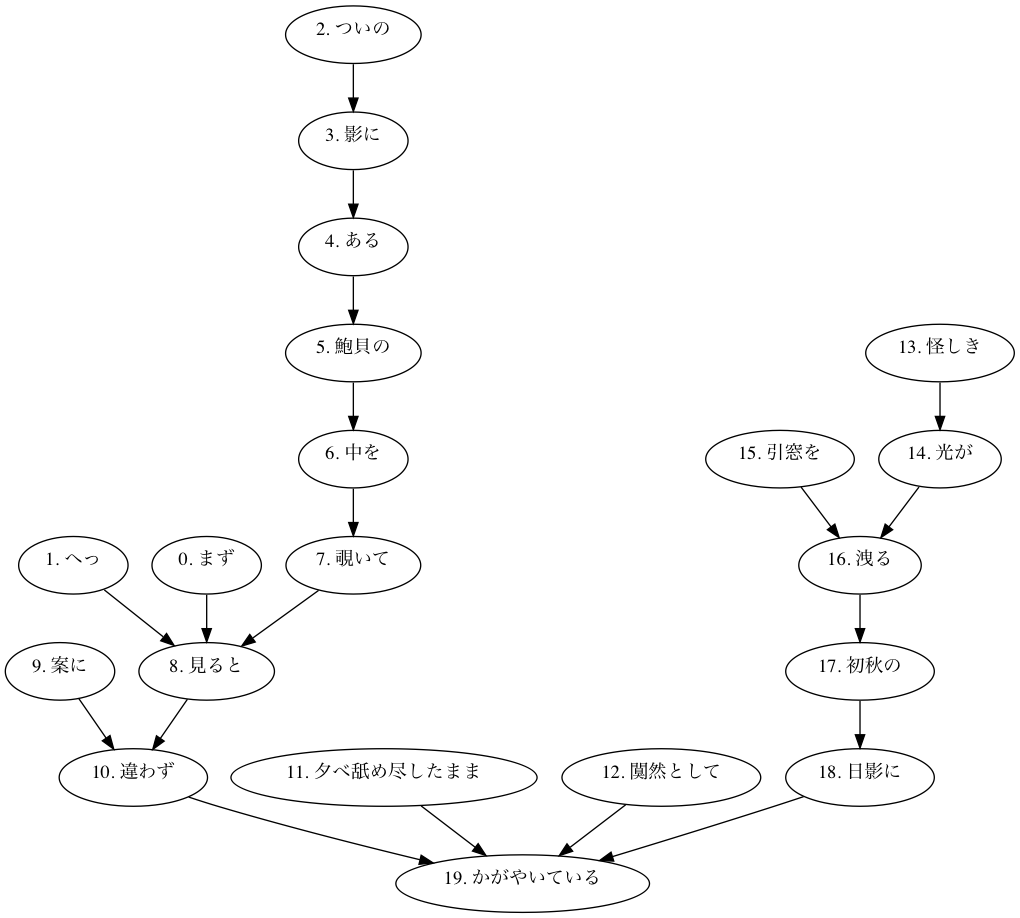 2. ついの
3. 影に
4. ある
5. 鮑貝の
13. 怪しき
6. 中を
15. 引窓を
14. 光が
1. へっ
0. まず
7. 覗いて
16. 洩る
9. 案に
8. 見ると
17. 初秋の
10. 違わず
11. 夕べ舐め尽したまま
12. 闃然として
18. 日影に
19. かがやいている